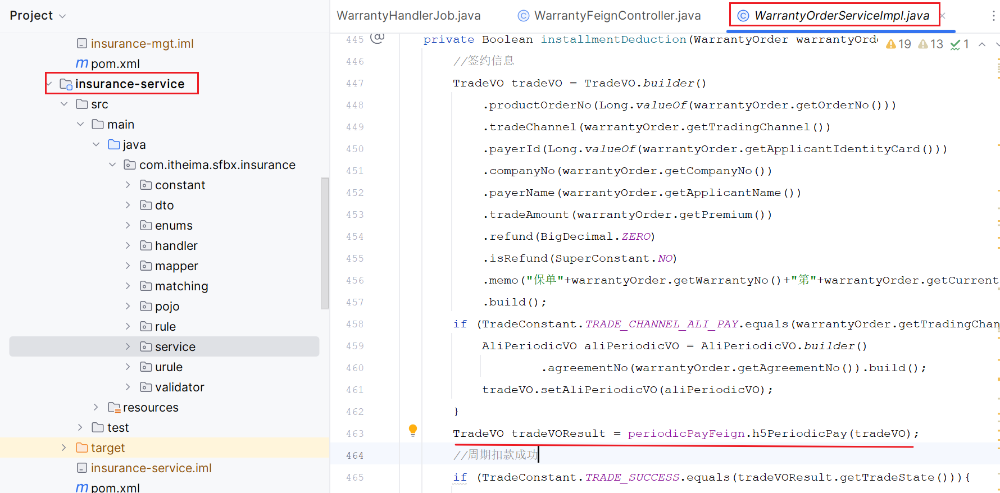 Project
insurance-mgt.iml
pom.xml
insurance-service
src
main
java
com.itheima.sfbx.insurance
constant
dto
enums
handler
mapper
matching
pojo
rule
service
urule
validator
resources
test
target
insurance-service.iml
pom.xml
WarrantyHandlerJob.java
WarrantyFeignController.java
WarrantyOrderServiceImpl.java
19 13 1
445 @ private Boolean installmentDeduction(WarrantyOrder warrantyOrde
446 //签约信息
447 TradeVO tradeVO = TradeVO.builder()
448 .productOrderNo(Long.valueOf(warrantyOrder.getOrderNo()))
449 .tradeChannel(warrantyOrder.getTradingChannel())
450 .payerId(Long.valueOf(warrantyOrder.getApplicantIdentityCard()))
451 .companyNo(warrantyOrder.getCompanyNo())
452 .payerName(warrantyOrder.getApplicantName())
453 .tradeAmount(warrantyOrder.getPremium())
454 .refund(BigDecimal.ZERO)
455 .isRefund(SuperConstant.NO)
456 .memo("保单"+warrantyOrder.getWarrantyNo()+"第"+warrantyOrder.getCurrent
457 .build();
458 if (TradeConstant.TRADE_CHANNEL_ALI_PAY.equals(warrantyOrder.getTradingChan
459 AliPeriodicVO aliPeriodicVO = AliPeriodicVO.builder()
460 .agreementNo(warrantyOrder.getAgreementNo()).build();
461 tradeVO.setAliPeriodicVO(aliPeriodicVO);
462 }
463 TradeVO tradeVOResult = periodicPayFeign.h5PeriodicPay(tradeVO);
464 //周期扣款成功
465 if (TradeConstant.TRADE_SUCCESS.equals(tradeVOResult.getTradeState())){